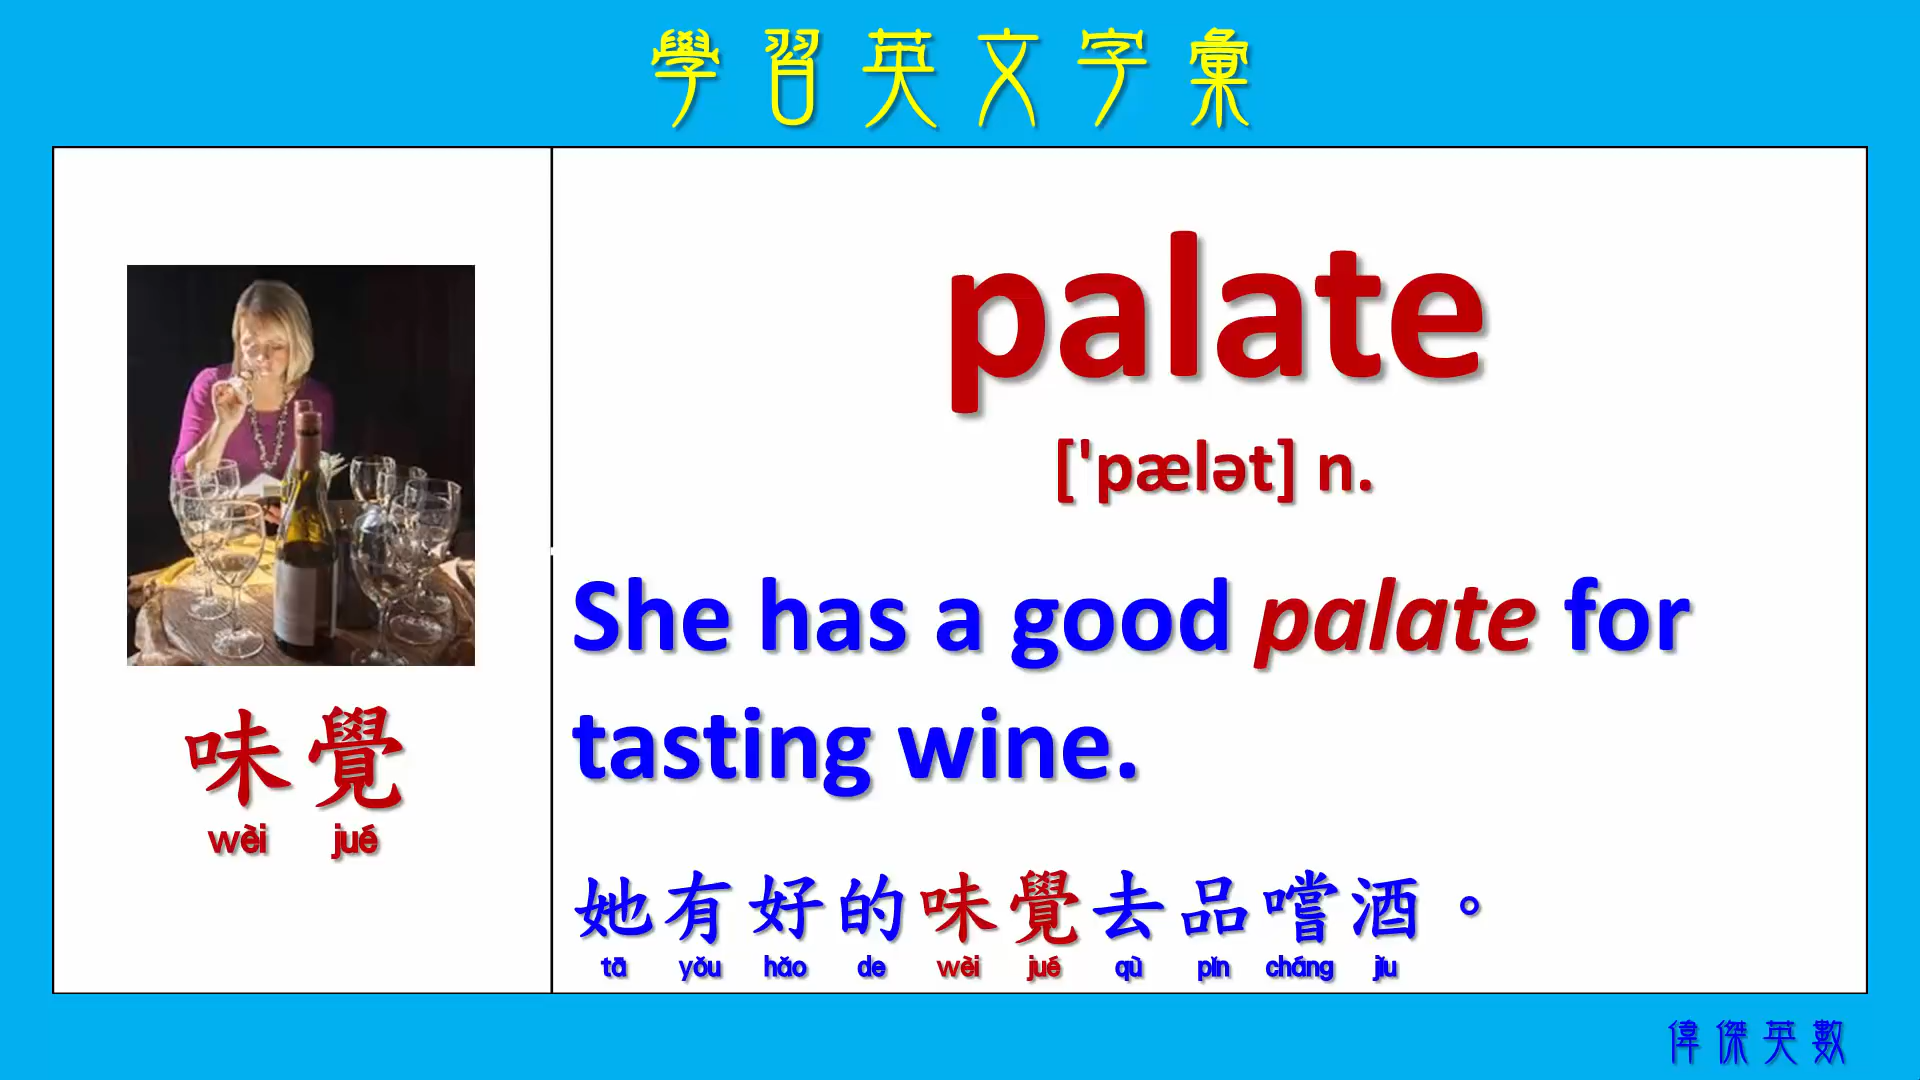 學習英文字彙
味覺
wèi jué
palate
['pælət] n.
She has a good palate for
tasting wine.
她有好的味覺去品嚐酒。
tā yǒu hǎo de wèi jué qù pǐn cháng jǐu
偉傑英數